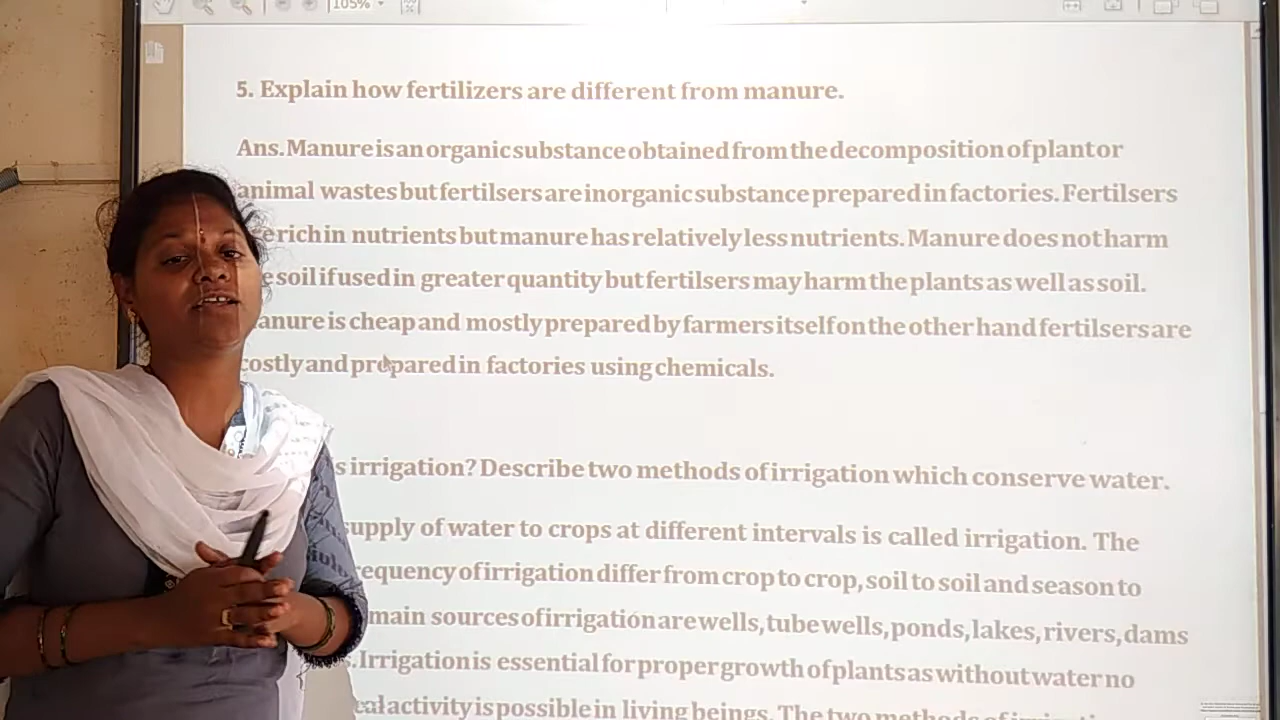 105%
5. Explain how fertilizers are different from manure.
Ans. Manure is an organic substance obtained from the decomposition of plant or
animal wastes but fertilsers are inorganic substance prepared in factories. Fertilsers
rich in nutrients but manure has relatively less nutrients. Manure does not harm
soil if used in greater quantity but fertilsers may harm the plants as well as soil.
anure is cheap and mostly prepared by farmers itself on the other hand fertilsers are
costly and prepared in factories using chemicals.
s irrigation? Describe two methods of irrigation which conserve water.
supply of water to crops at different intervals is called irrigation. The
equency of irrigation differ from crop to crop, soil to soil and season to
main sources of irrigation are wells, tube wells, ponds, lakes, rivers, dams
. Irrigation is essential for proper growth of plants as without water no
activity is possible in living beings. The two methods of